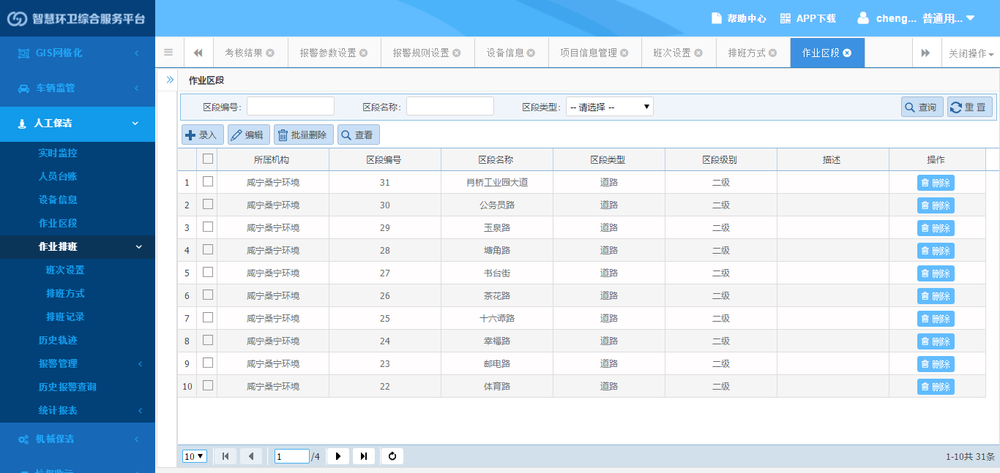 智慧环卫综合服务平台
帮助中心 APP下载 cheng... 普通用...
GIS网格化
车辆监管
人工保洁
实时监控
人员台账
设备信息
作业区段
作业排班
班次设置
排班方式
排班记录
历史轨迹
报警管理
历史报警查询
统计报表
机械保洁
考核结果 报警参数设置 报警规则设置 设备信息 项目信息管理 班次设置 排班方式 作业区段 关闭操作
作业区段
区段编号: 区段名称: 区段类型: -- 请选择 -- 查询 重 置
录入 编辑 批量删除 查看
所属机构 区段编号 区段名称 区段类型 区段级别 描述 操作
1 咸宁桑宁环境 31 肖桥工业园大道 道路 二级 删除
2 咸宁桑宁环境 30 公务员路 道路 二级 删除
3 咸宁桑宁环境 29 玉泉路 道路 二级 删除
4 咸宁桑宁环境 28 塘角路 道路 二级 删除
5 咸宁桑宁环境 27 书台街 道路 二级 删除
6 咸宁桑宁环境 26 茶花路 道路 二级 删除
7 咸宁桑宁环境 25 十六谭路 道路 二级 删除
8 咸宁桑宁环境 24 幸福路 道路 二级 删除
9 咸宁桑宁环境 23 邮电路 道路 二级 删除
10 咸宁桑宁环境 22 体育路 道路 二级 删除
10 1 /4 1-10共 31条